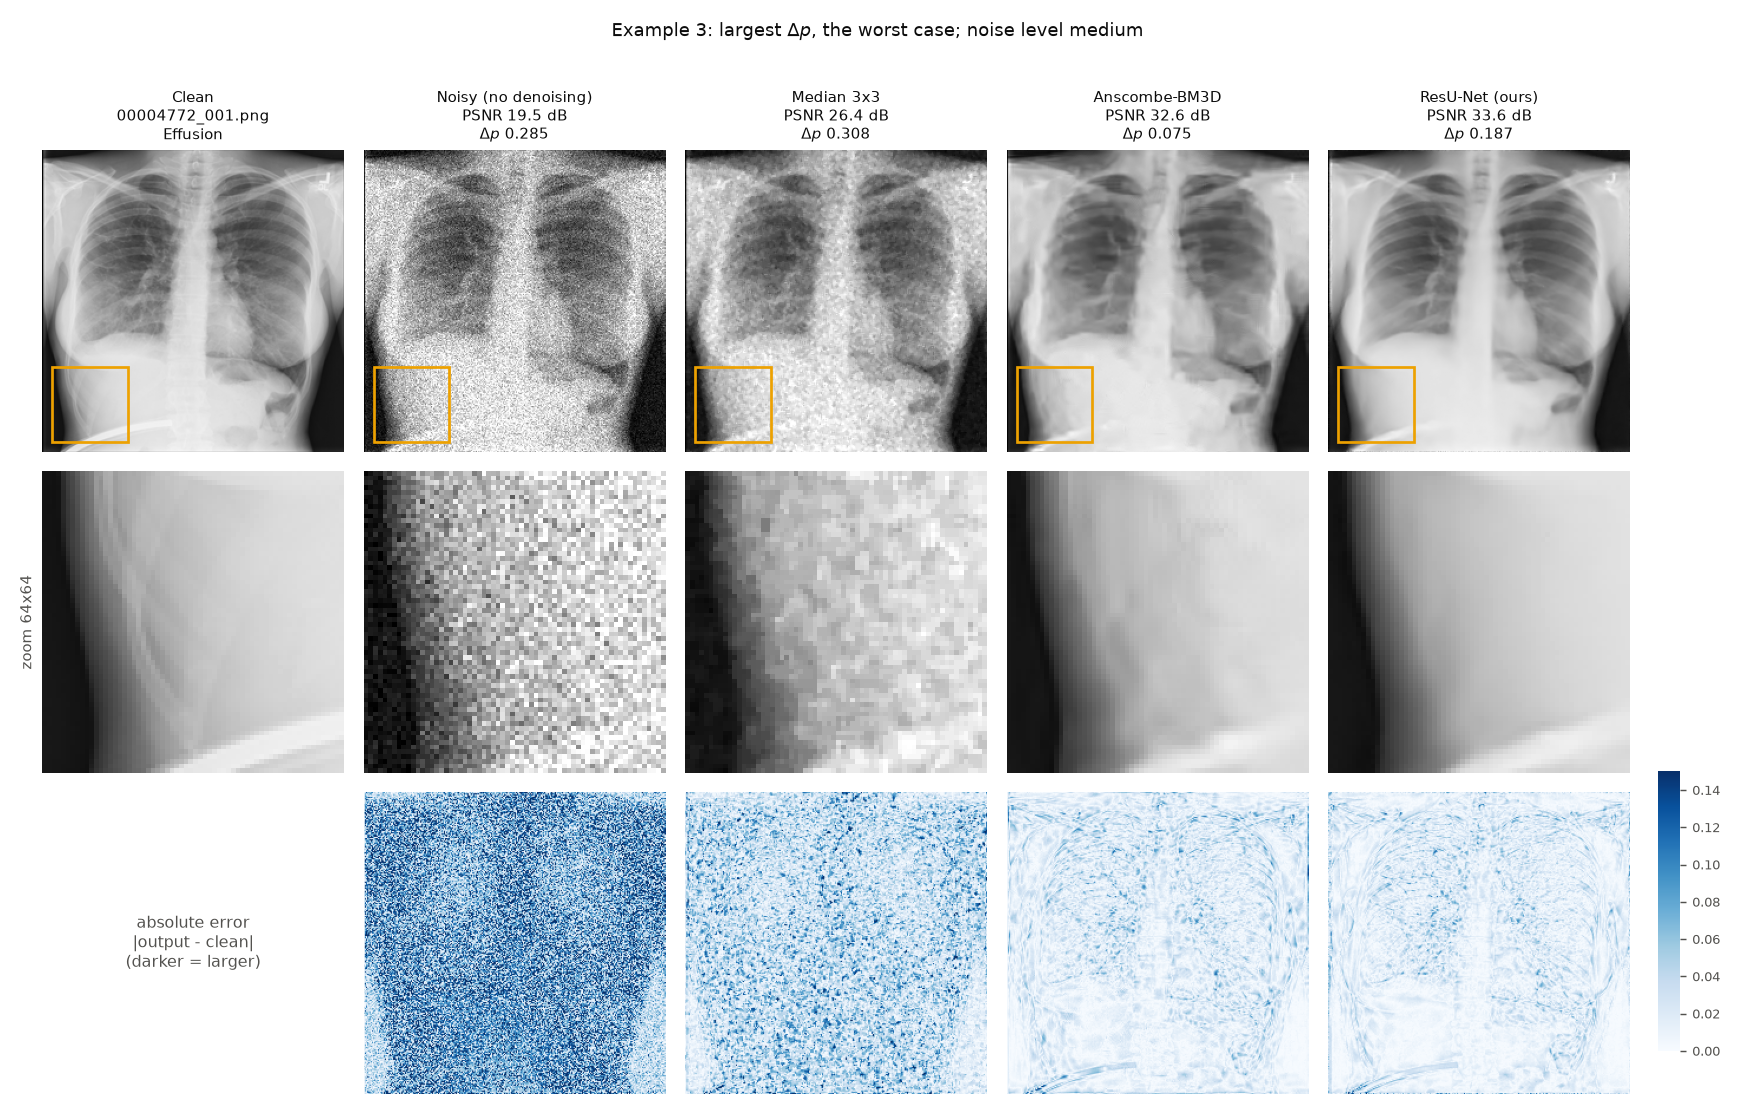 Example 3: largest Δp, the worst case; noise level medium
Clean
00004772_001.png
Effusion
Noisy (no denoising)
PSNR 19.5 dB
Δp 0.285
Median 3x3
PSNR 26.4 dB
Δp 0.308
Anscombe-BM3D
PSNR 32.6 dB
Δp 0.075
ResU-Net (ours)
PSNR 33.6 dB
Δp 0.187
zoom 64x64
absolute error
|output - clean|
(darker = larger)
0.14
0.12
0.10
0.08
0.06
0.04
0.02
0.00